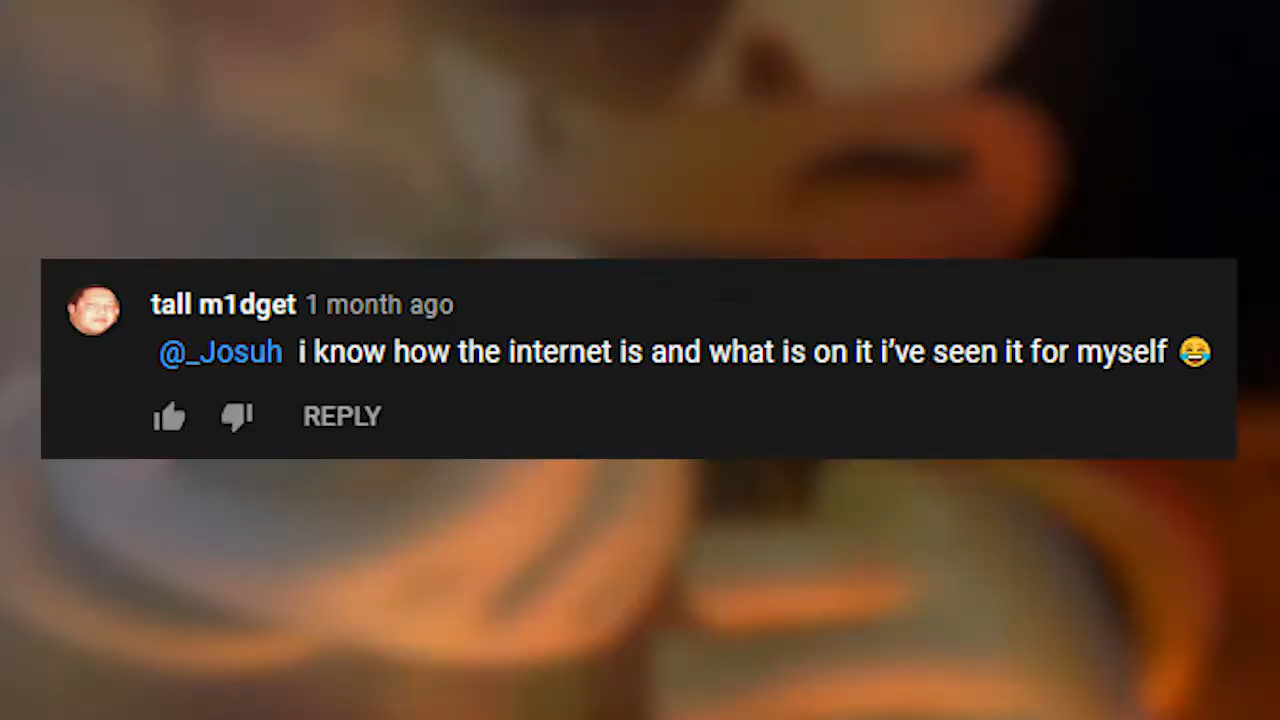 tall m1dget 1 month ago
@_Josuh i know how the internet is and what is on it i’ve seen it for myself 😂
REPLY